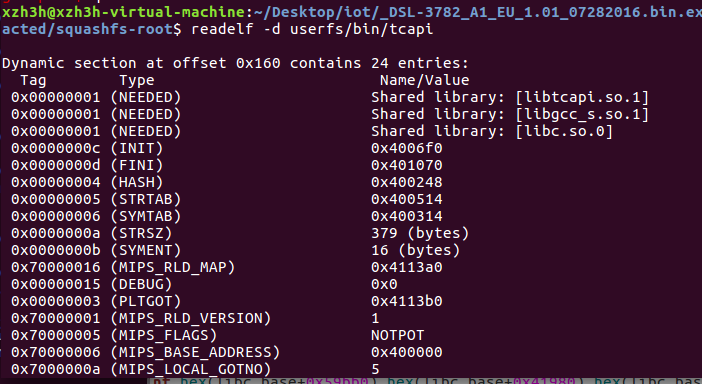 xzh3h@xzh3h-virtual-machine:~/Desktop/iot/_DSL-3782_A1_EU_1.01_07282016.bin.ex
acted/squashfs-root$ readelf -d userfs/bin/tcapi
Dynamic section at offset 0x160 contains 24 entries:
Tag Type Name/Value
0x00000001 (NEEDED) Shared library: [libtcapi.so.1]
0x00000001 (NEEDED) Shared library: [libgcc_s.so.1]
0x00000001 (NEEDED) Shared library: [libc.so.0]
0x0000000c (INIT) 0x4006f0
0x0000000d (FINI) 0x401070
0x00000004 (HASH) 0x400248
0x00000005 (STRTAB) 0x400514
0x00000006 (SYMTAB) 0x400314
0x0000000a (STRSZ) 379 (bytes)
0x0000000b (SYMENT) 16 (bytes)
0x70000016 (MIPS_RLD_MAP) 0x4113a0
0x00000015 (DEBUG) 0x0
0x00000003 (PLTGOT) 0x4113b0
0x70000001 (MIPS_RLD_VERSION) 1
0x70000005 (MIPS_FLAGS) NOTPOT
0x70000006 (MIPS_BASE_ADDRESS) 0x400000
0x7000000a (MIPS_LOCAL_GOTNO) 5